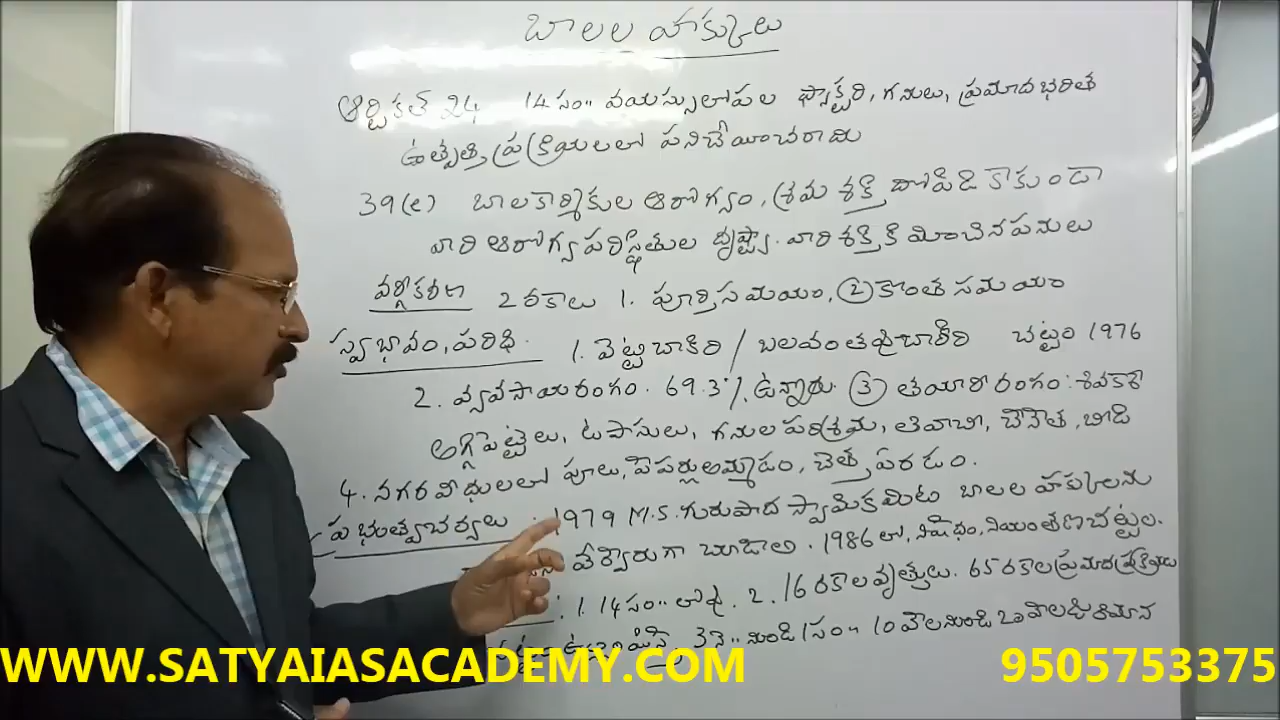 బాలల హక్కులు
ఆర్టికల్ 24 14 సం॥ వయస్సులోపల ఫ్యాక్టరి, గనులు, ప్రమాదభరిత
ఉత్పత్తి ప్రక్రియలలో పనిచేయించరాదు
39(e) బాలకార్మికుల ఆరోగ్యం, శ్రమ శక్తి దోపిడి కాకుండా
వారి ఆరోగ్య పరిస్థితుల దృష్ట్యా. వారి శక్తికి మించిన పనులు
వర్గీకరణ 2 రకాలు 1. పూర్తి సమయం, 2 కొంత సమయం
స్వభావం, పరిధి. 1. వెట్టి చాకిరి / బలవంతపు చాకిరి చట్టం 1976
2. వ్యవసాయరంగం. 69.3%. ఉన్నారు. 3 తయారీ రంగం: శివకాశి
అగ్గిపెట్టెలు, టపాసులు, గనుల పరిశ్రమ, తివాచి, చేనేత, బీడి
4. నగర వీధులలో పూలు, పేపర్లు అమ్మడం, చెత్త ఏరడం.
ప్రభుత్వ చర్యలు : 1979 M.S. గురుపాద స్వామి కమిటి బాలల హక్కులను
వేర్వేరుగా చూడాలి. 1986 లో, నిషేధం, నియంత్రణ చట్టం.
: 1. 14 సం॥ లోపే. 2. 16 రకాల వృత్తులు. 65 రకాల ప్రమాద ప్రక్రియలు
3 నె॥ నుండి 1 సం॥ 10 వేల నుండి 20 వేల జరిమాన
WWW.SATYAIASACADEMY.COM 9505753375